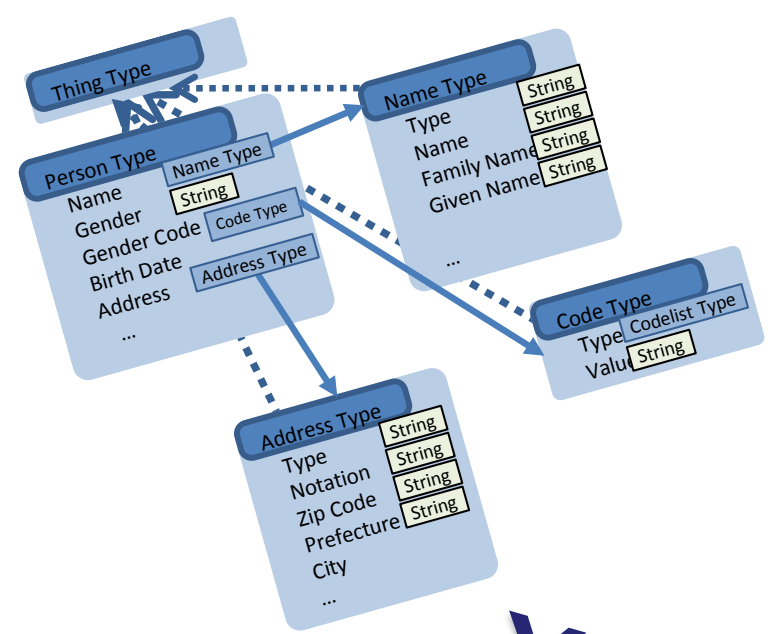 Thing Type
Person Type
Name Name Type
Gender String
Gender Code Code Type
Birth Date
Address Address Type
...
Name Type
Type String
Name String
Family Name String
Given Name String
...
Code Type
Type Codelist Type
Value String
Address Type
Type String
Notation String
Zip Code String
Prefecture String
City
...